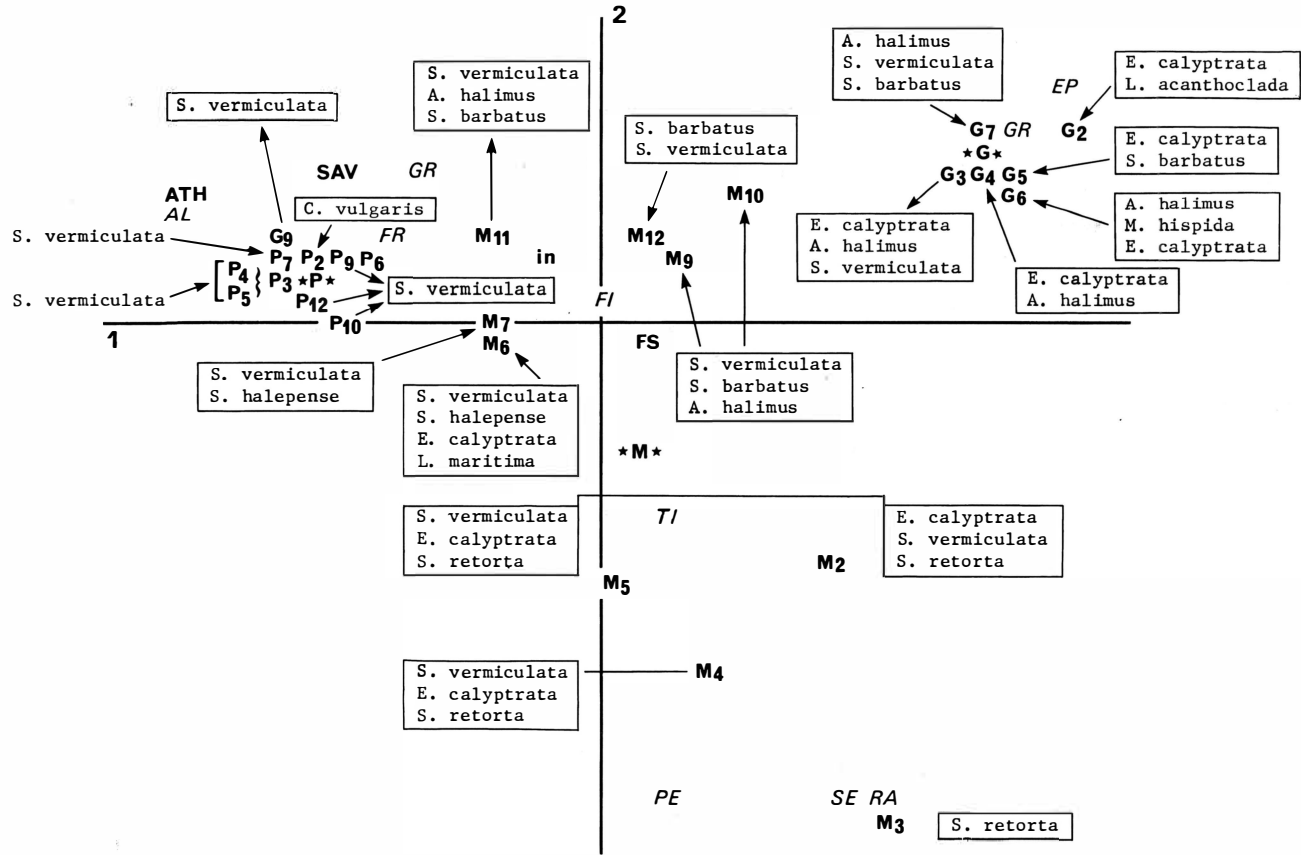 2
A. halimus
S. vermiculata
S. barbatus
E. calyptrata
L. acanthoclada
EP
S. vermiculata
A. halimus
S. barbatus
S. vermiculata
S. barbatus
S. vermiculata
G7 GR
G2
★G★
G3 G4 G5
G6
E. calyptrata
S. barbatus
SAV
GR
ATH
AL
C. vulgaris
M10
A. halimus
M. hispida
E. calyptrata
E. calyptrata
A. halimus
S. vermiculata
S. vermiculata
G9
FR
M11
M12
P7 P2 P9 P6
in
M9
P4
P5
P3 ★P★
S. vermiculata
P12
S. vermiculata
FI
E. calyptrata
A. halimus
1
P10
M7
M6
FS
S. vermiculata
S. halepense
S. vermiculata
S. halepense
E. calyptrata
L. maritima
S. vermiculata
S. barbatus
A. halimus
★M★
S. vermiculata
E. calyptrata
S. retorta
TI
E. calyptrata
S. vermiculata
S. retorta
M2
M5
S. vermiculata
E. calyptrata
S. retorta
M4
PE
SE RA
M3
S. retorta